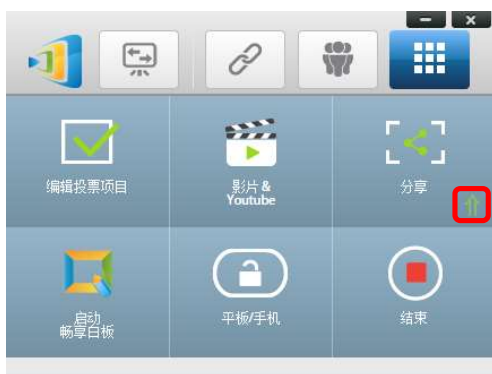 编辑投票项目
影片 &
Youtube
分享
启动
畅享白板
平板/手机
结束